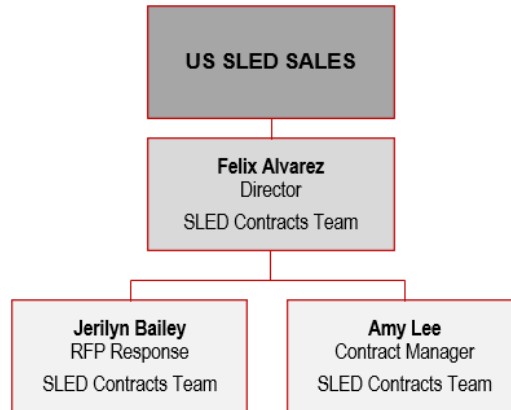 US SLED SALES
Felix Alvarez
Director
SLED Contracts Team
Jerilyn Bailey
RFP Response
SLED Contracts Team
Amy Lee
Contract Manager
SLED Contracts Team